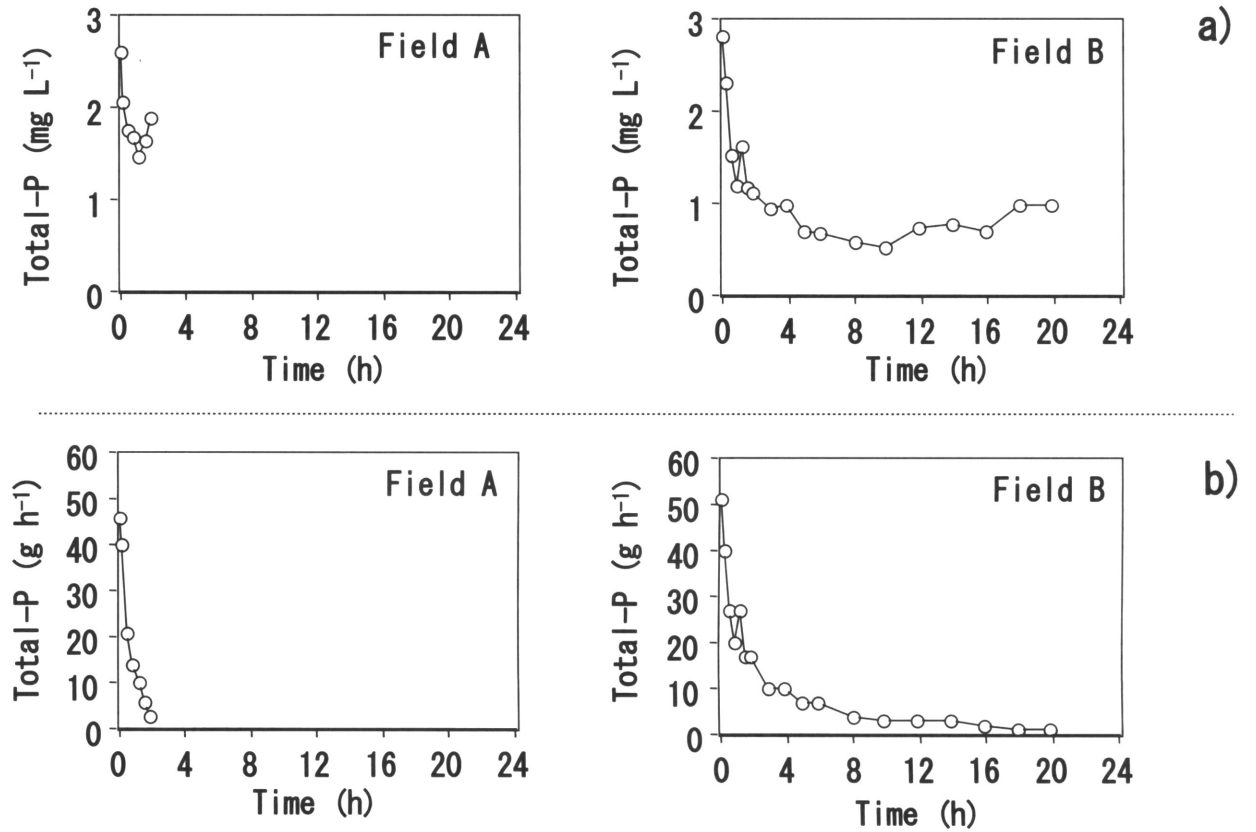 a)
Field A
Total-P (mg L⁻¹)
3
2
1
0
0 4 8 12 16 20 24
Time (h)
Field B
Total-P (mg L⁻¹)
3
2
1
0
0 4 8 12 16 20 24
Time (h)
b)
Field A
Total-P (g h⁻¹)
60
50
40
30
20
10
0
0 4 8 12 16 20 24
Time (h)
Field B
Total-P (g h⁻¹)
60
50
40
30
20
10
0
0 4 8 12 16 20 24
Time (h)